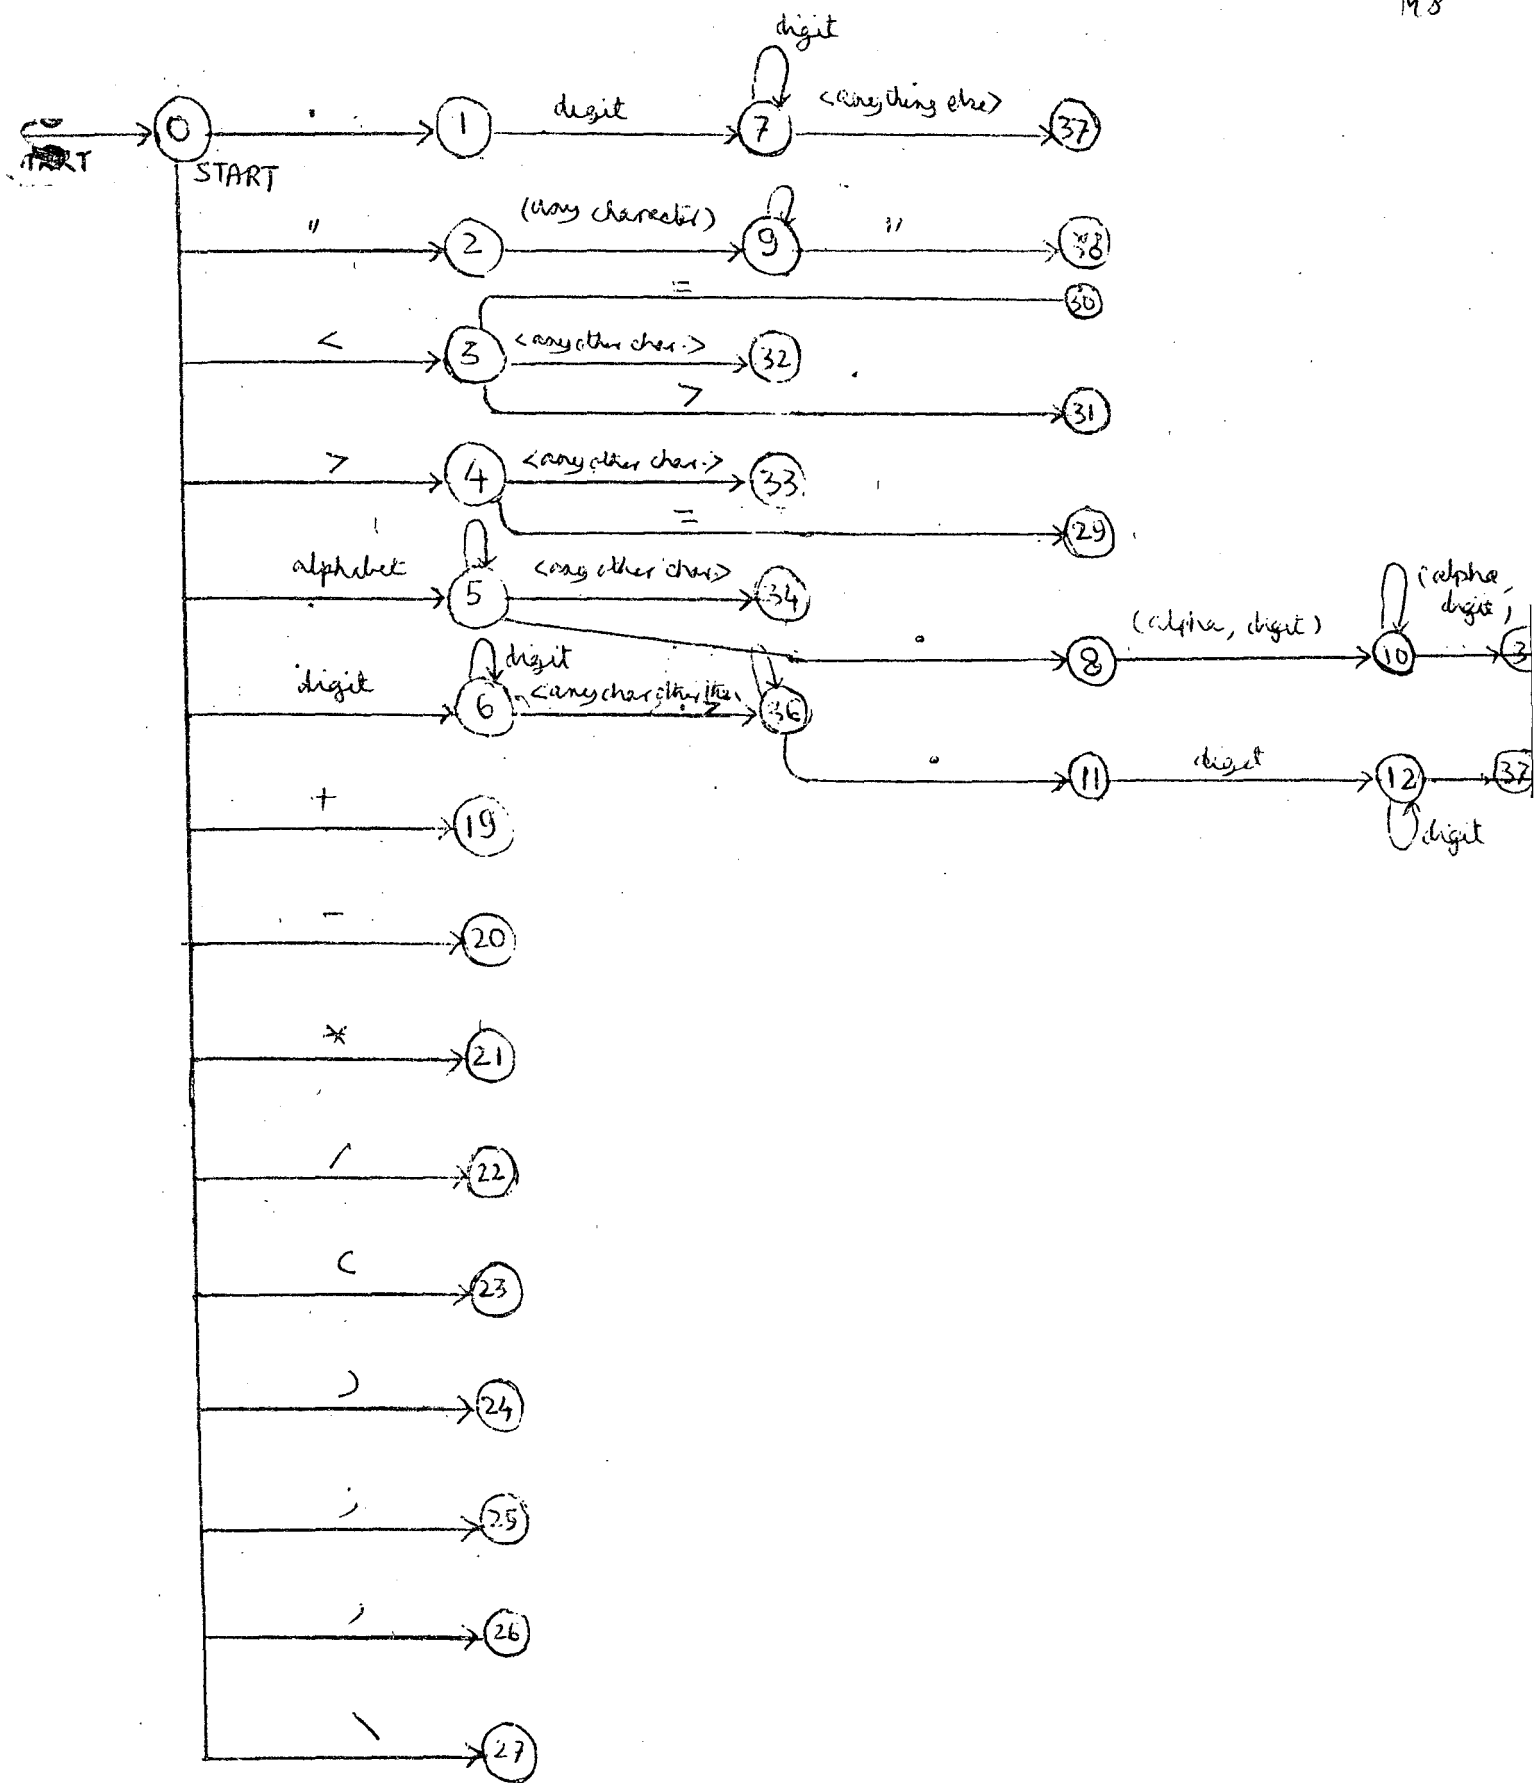 digit
0 . 1 digit 7 <anything else> 37
START
" 2 (any character) 9 " 38
= 30
< 3 <any other char.> 32
> 31
> 4 <any other char.> 33
= 29
alphabet 5 <any other char> 34
. 8 (alpha, digit) 10 (alpha, digit,
digit 6 digit <any char other 36
. 11 digit 12 37
digit
+ 19
- 20
* 21
/ 22
( 23
) 24
; 25
, 26
\ 27